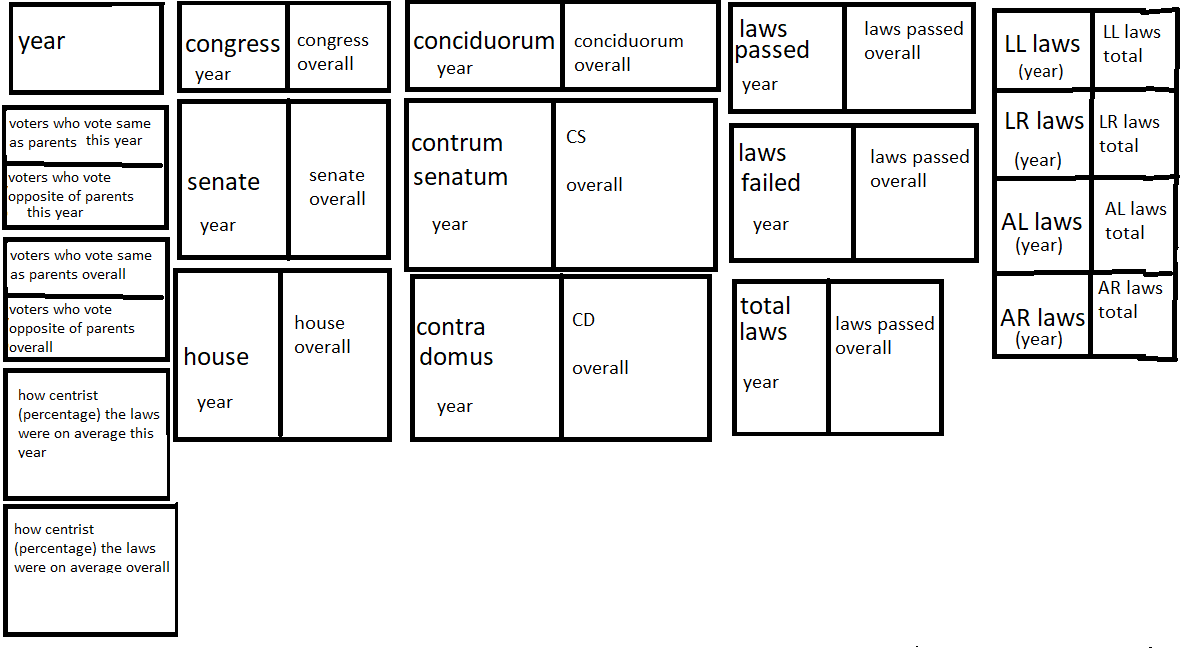 year
voters who vote same
as parents this year
voters who vote
opposite of parents
this year
voters who vote same
as parents overall
voters who vote
opposite of parents
overall
how centrist
(percentage) the laws
were on average this
year
how centrist
(percentage) the laws
were on average overall
congress
year
congress
overall
senate
year
senate
overall
house
year
house
overall
conciduorum
year
conciduorum
overall
contrum
senatum
year
CS
overall
contra
domus
year
CD
overall
laws
passed
year
laws passed
overall
laws
failed
year
laws passed
overall
total
laws
year
laws passed
overall
LL laws
(year)
LL laws
total
LR laws
(year)
LR laws
total
AL laws
(year)
AL laws
total
AR laws
(year)
AR laws
total